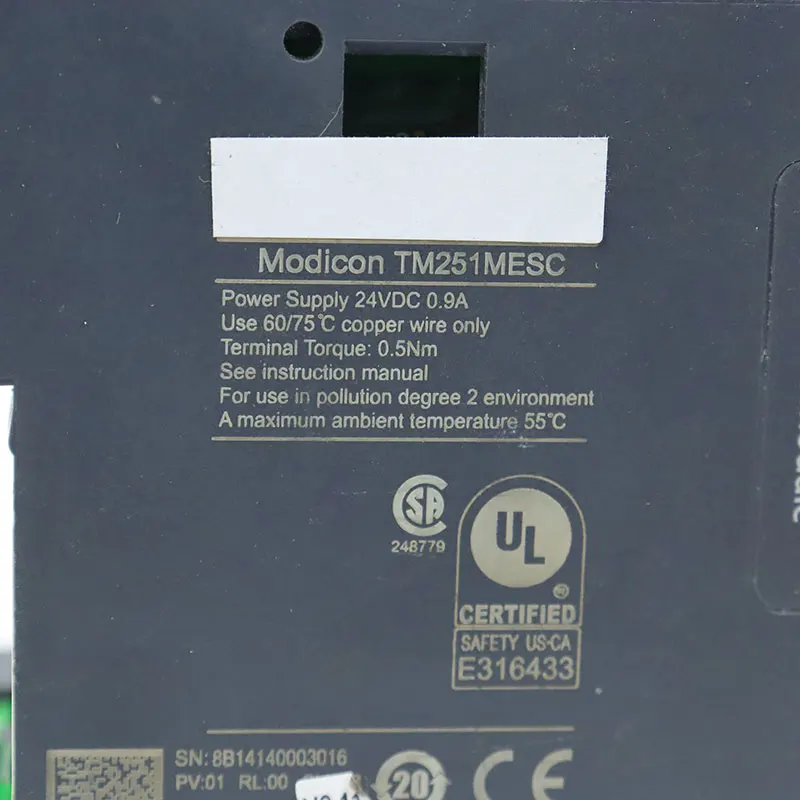 Modicon TM251MESC
Power Supply 24VDC 0.9A
Use 60/75℃ copper wire only
Terminal Torque: 0.5Nm
See instruction manual
For use in pollution degree 2 environment
A maximum ambient temperature 55℃
SA
248779
UL
®
CERTIFIED
SAFETY US-CA
E316433
SN: 8B14140003016
PV:01 RL:00
20
CE